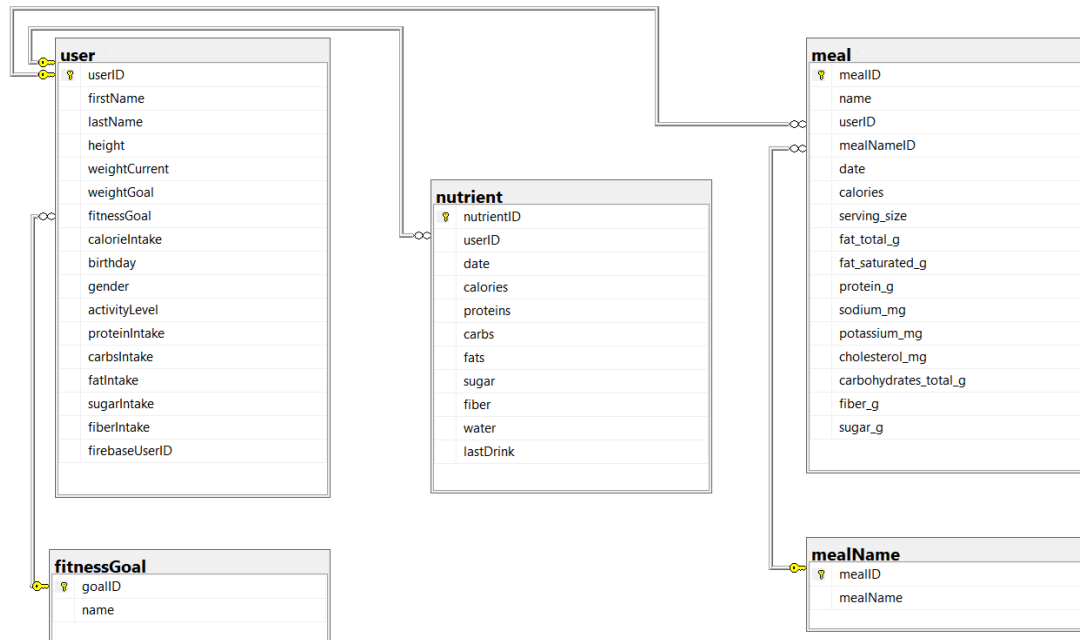 user
userID
firstName
lastName
height
weightCurrent
weightGoal
fitnessGoal
calorieIntake
birthday
gender
activityLevel
proteinIntake
carbsIntake
fatIntake
sugarIntake
fiberIntake
firebaseUserID
nutrient
nutrientID
userID
date
calories
proteins
carbs
fats
sugar
fiber
water
lastDrink
meal
mealID
name
userID
mealNameID
date
calories
serving_size
fat_total_g
fat_saturated_g
protein_g
sodium_mg
potassium_mg
cholesterol_mg
carbohydrates_total_g
fiber_g
sugar_g
fitnessGoal
goalID
name
mealName
mealID
mealName